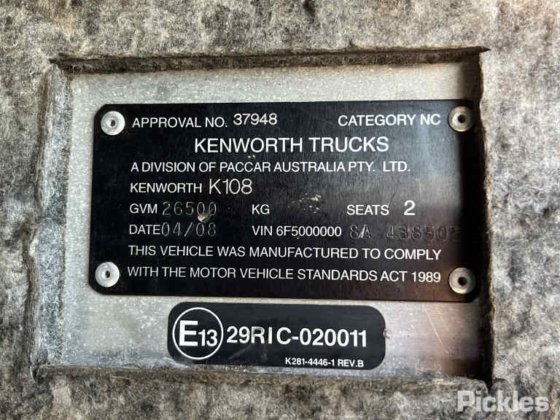 APPROVAL NO. 37948 CATEGORY NC
KENWORTH TRUCKS
A DIVISION OF PACCAR AUSTRALIA PTY. LTD.
KENWORTH K108
GVM 26500 KG SEATS 2
DATE 04/08 VIN 6F5000000 8A
THIS VEHICLE WAS MANUFACTURED TO COMPLY
WITH THE MOTOR VEHICLE STANDARDS ACT 1989
E13 29RIC-020011
K281-4446-1 REV.B
Pickles